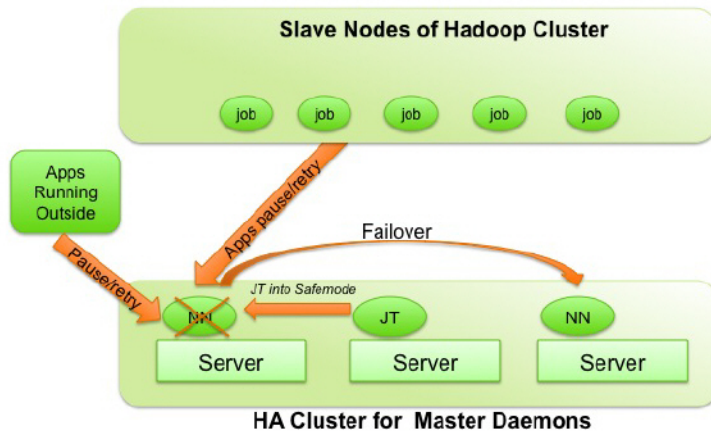 Slave Nodes of Hadoop Cluster
job job job job job
Apps
Running
Outside
Apps pause/retry
Pause/retry
Failover
JT into Safemode
NN JT NN
Server Server Server
HA Cluster for Master Daemons